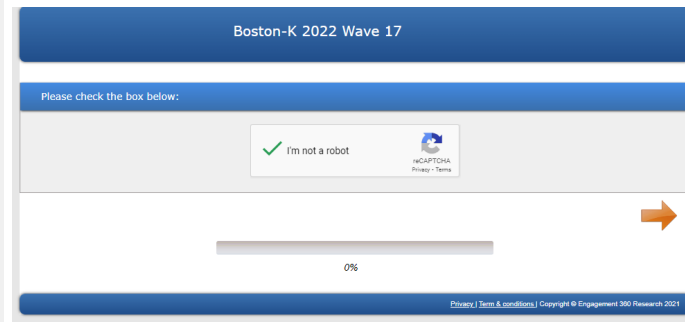 Boston-K 2022 Wave 17
Please check the box below:
I'm not a robot
reCAPTCHA
Privacy - Terms
0%
Privacy | Term & conditions | Copyright © Engagement 360 Research 2021